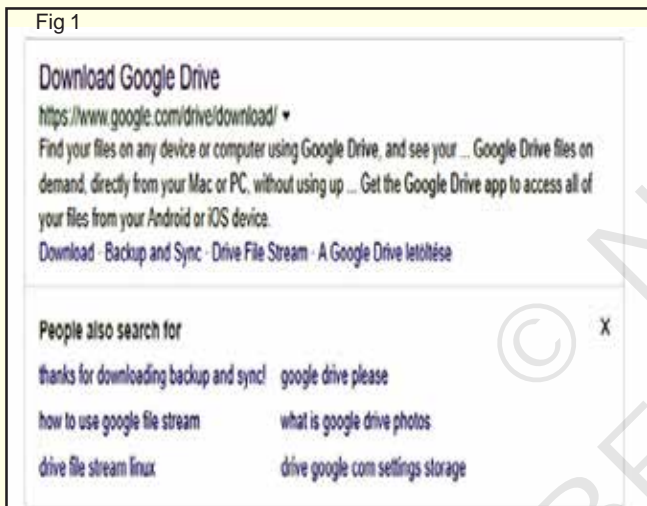 Fig 1
Download Google Drive
https://www.google.com/drive/download/ ▾
Find your files on any device or computer using Google Drive, and see your ... Google Drive files on
demand, directly from your Mac or PC, without using up ... Get the Google Drive app to access all of
your files from your Android or iOS device.
Download · Backup and Sync · Drive File Stream · A Google Drive letöltése
People also search for X
thanks for downloading backup and sync! google drive please
how to use google file stream what is google drive photos
drive file stream linux drive google com settings storage
©